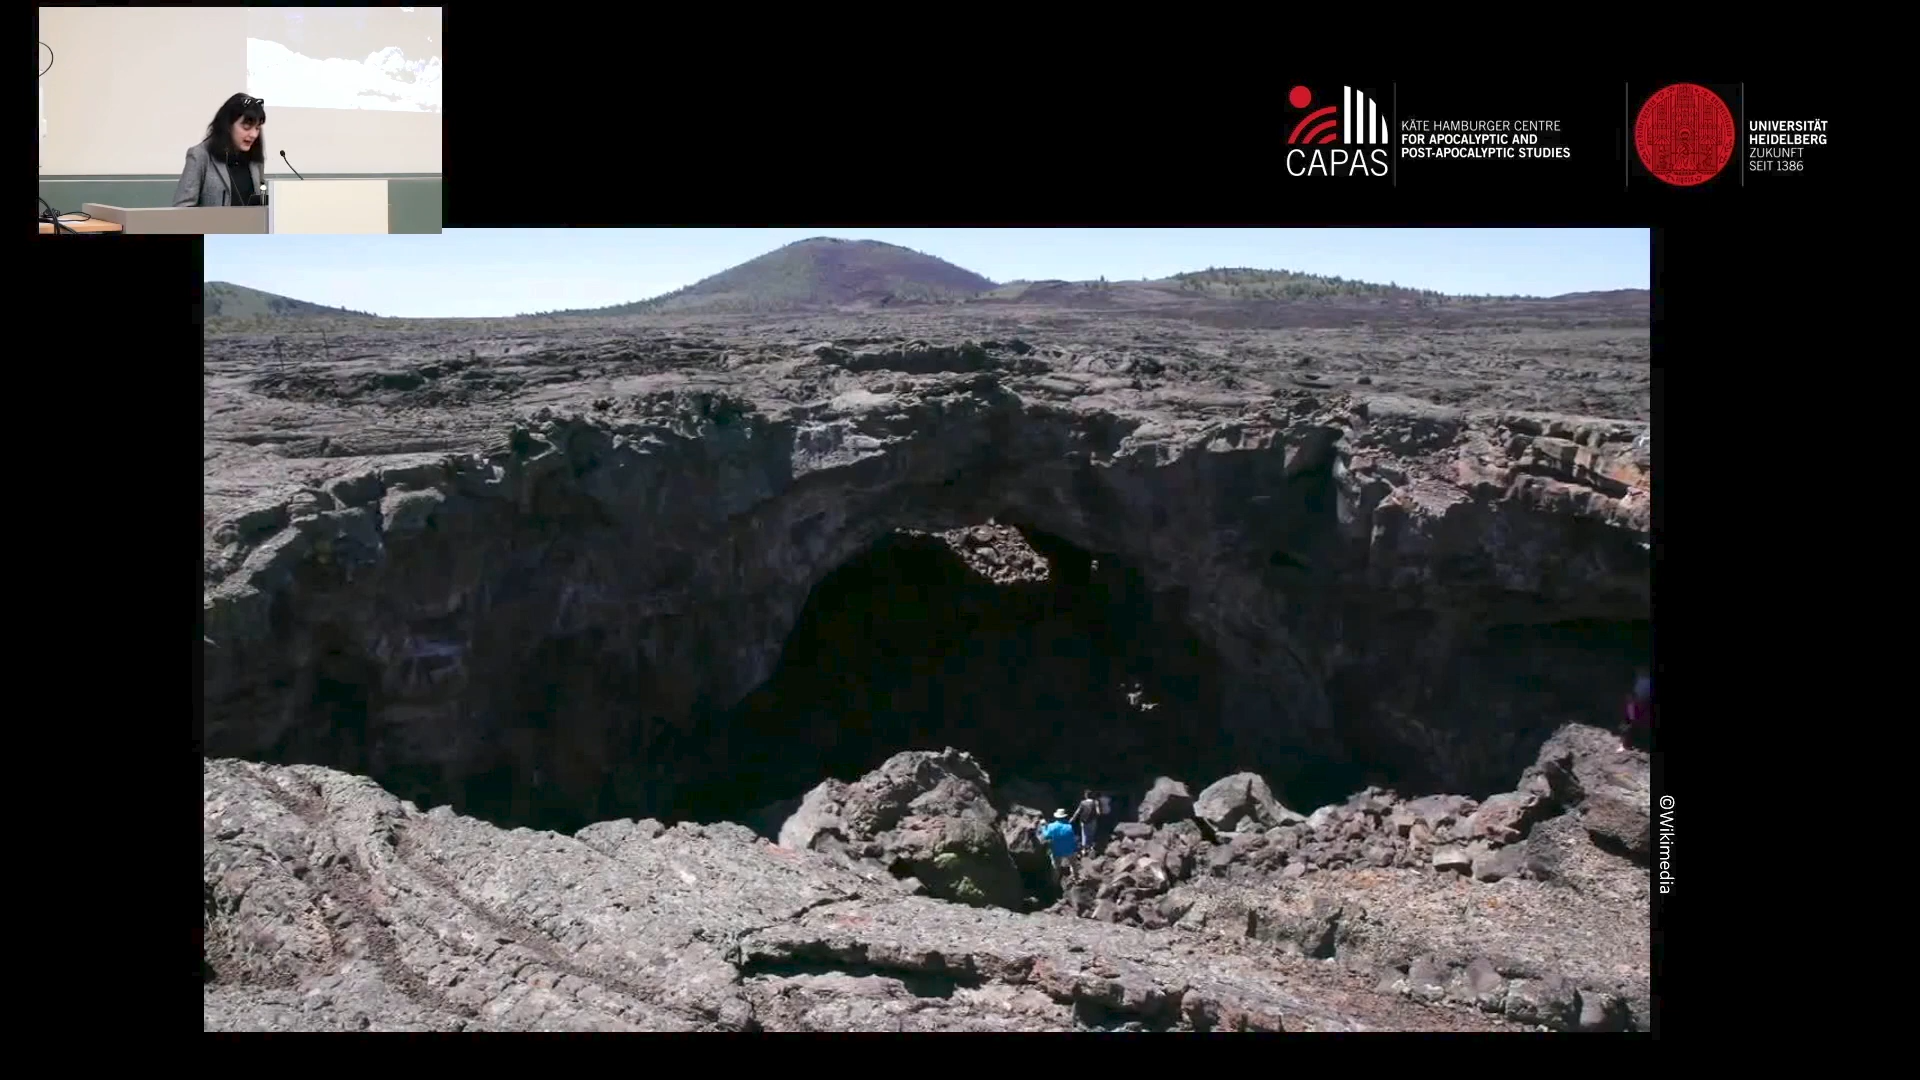 CAPAS
KÄTE HAMBURGER CENTRE
FOR APOCALYPTIC AND
POST-APOCALYPTIC STUDIES
UNIVERSITÄT
HEIDELBERG
ZUKUNFT
SEIT 1386
©Wikimedia